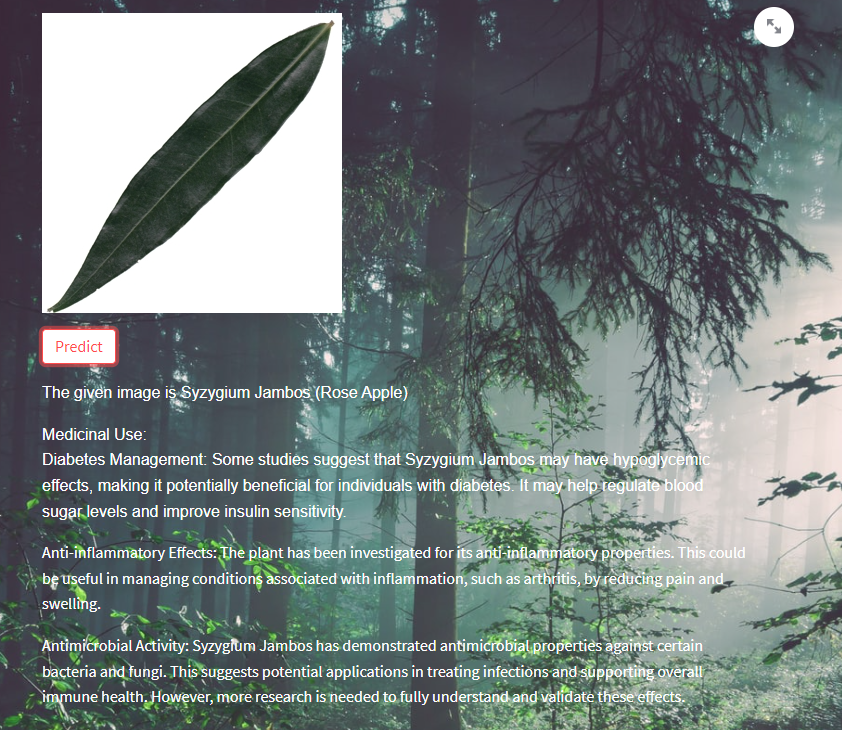 Predict
The given image is Syzygium Jambos (Rose Apple)
Medicinal Use:
Diabetes Management: Some studies suggest that Syzygium Jambos may have hypoglycemic
effects, making it potentially beneficial for individuals with diabetes. It may help regulate blood
sugar levels and improve insulin sensitivity.
Anti-inflammatory Effects: The plant has been investigated for its anti-inflammatory properties. This could
be useful in managing conditions associated with inflammation, such as arthritis, by reducing pain and
swelling.
Antimicrobial Activity: Syzygium Jambos has demonstrated antimicrobial properties against certain
bacteria and fungi. This suggests potential applications in treating infections and supporting overall
immune health. However, more research is needed to fully understand and validate these effects.